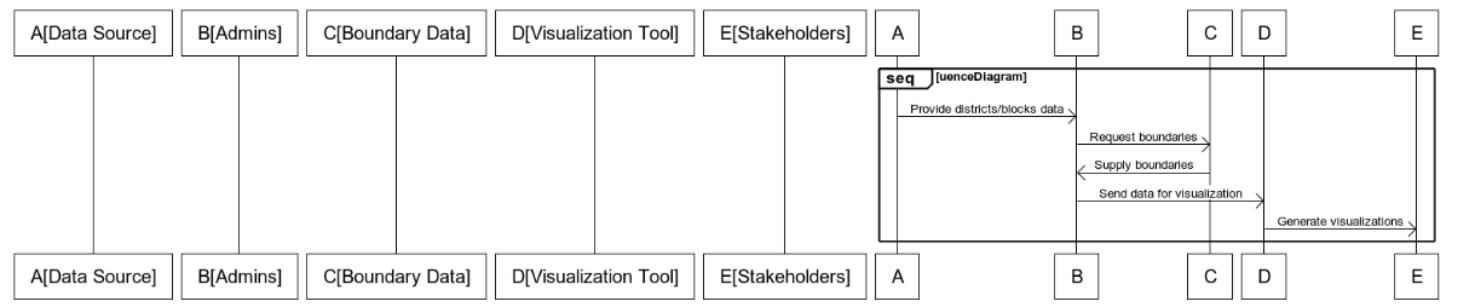 A[Data Source] B[Admins] C[Boundary Data] D[Visualization Tool] E[Stakeholders] A B C D E
seq [uenceDiagram]
Provide districts/blocks data
Request boundaries
Supply boundaries
Send data for visualization
Generate visualizations
A[Data Source] B[Admins] C[Boundary Data] D[Visualization Tool] E[Stakeholders] A B C D E